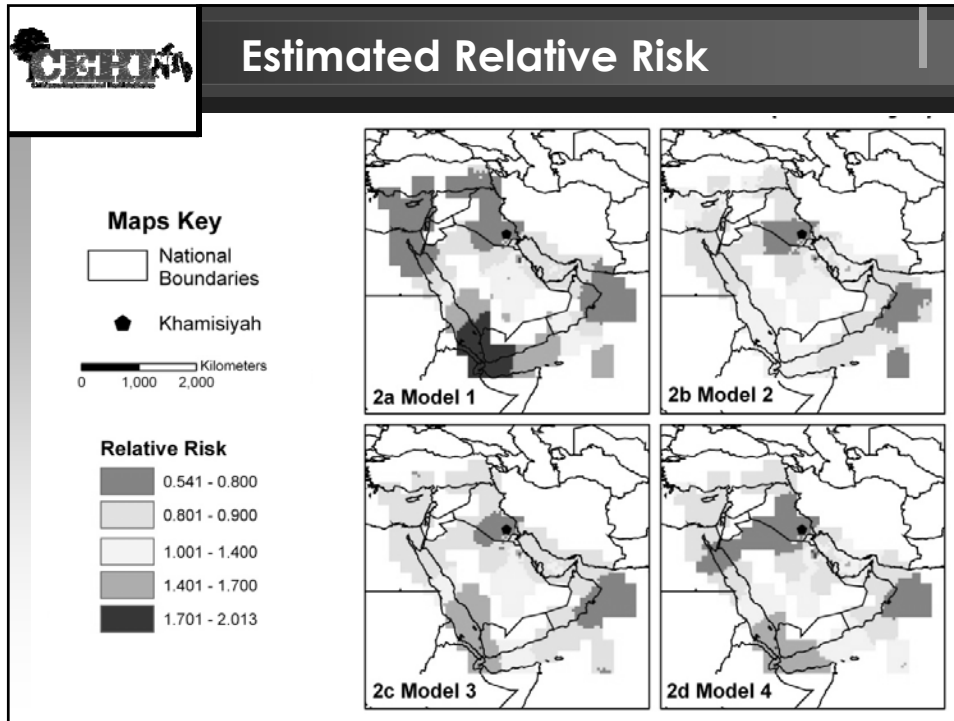 CEHI
Estimated Relative Risk
Maps Key
National
Boundaries
Khamisiyah
Kilometers
0 1,000 2,000
Relative Risk
0.541 - 0.800
0.801 - 0.900
1.001 - 1.400
1.401 - 1.700
1.701 - 2.013
2a Model 1
2b Model 2
2c Model 3
2d Model 4